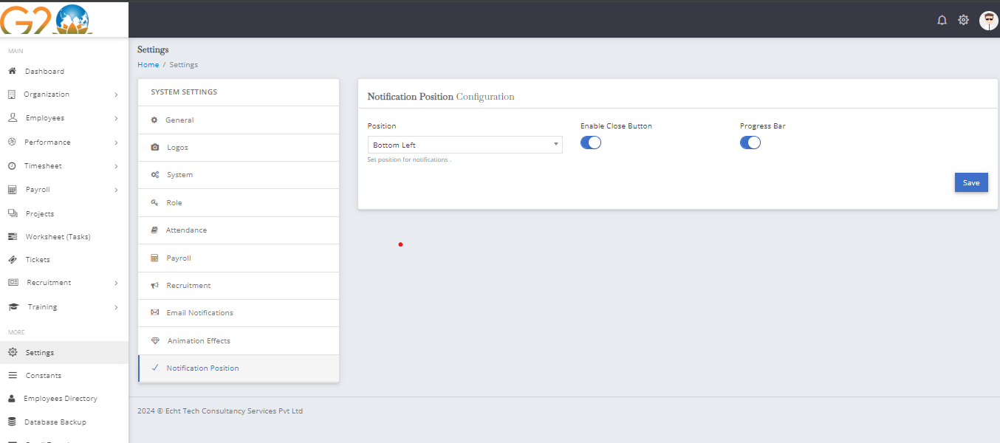 G20
MAIN
Dashboard
Organization
Employees
Performance
Timesheet
Payroll
Projects
Worksheet (Tasks)
Tickets
Recruitment
Training
MORE
Settings
Constants
Employees Directory
Database Backup
Settings
Home / Settings
SYSTEM SETTINGS
General
Logos
System
Role
Attendance
Payroll
Recruitment
Email Notifications
Animation Effects
Notification Position
Notification Position Configuration
Position
Bottom Left
Set position for notifications .
Enable Close Button
Progress Bar
Save
2024 © Echt Tech Consultancy Services Pvt Ltd